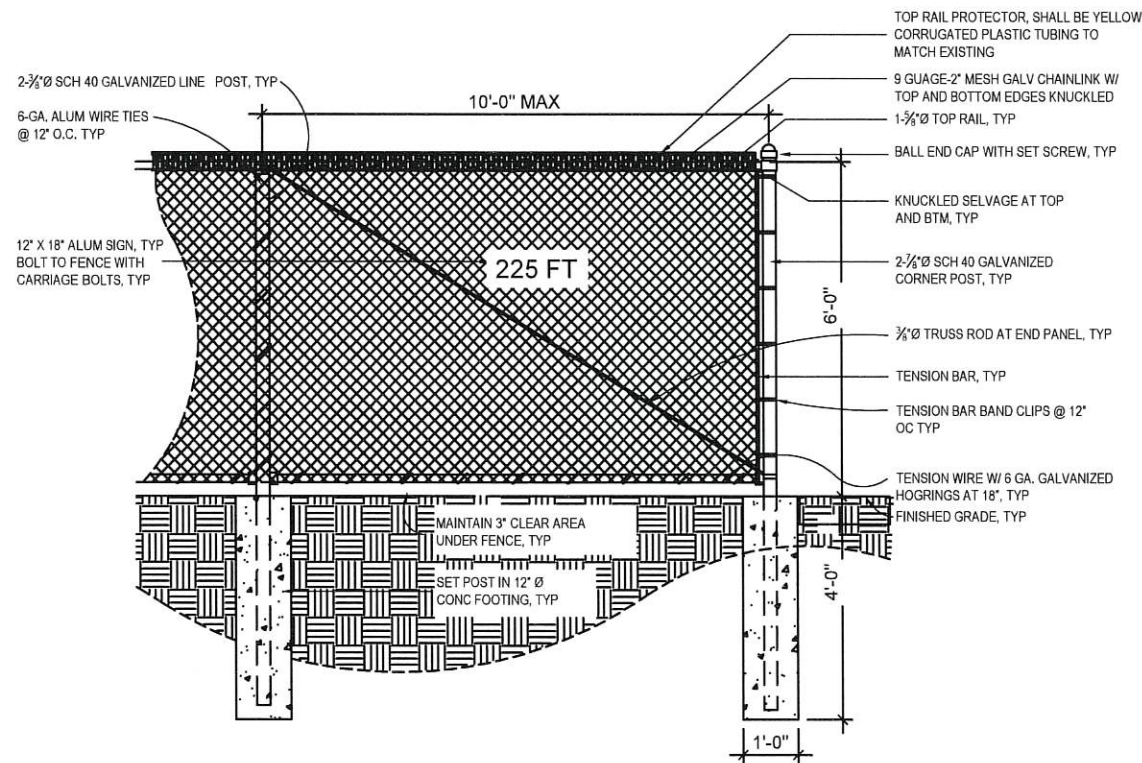 TOP RAIL PROTECTOR, SHALL BE YELLOW
CORRUGATED PLASTIC TUBING TO
MATCH EXISTING
2-⅜"Ø SCH 40 GALVANIZED LINE POST, TYP
9 GUAGE-2" MESH GALV CHAINLINK W/
TOP AND BOTTOM EDGES KNUCKLED
10'-0" MAX
6-GA. ALUM WIRE TIES
@ 12" O.C. TYP
1-⅝"Ø TOP RAIL, TYP
BALL END CAP WITH SET SCREW, TYP
KNUCKLED SELVAGE AT TOP
AND BTM, TYP
12" X 18" ALUM SIGN, TYP
BOLT TO FENCE WITH
CARRIAGE BOLTS, TYP
225 FT
2-⅞"Ø SCH 40 GALVANIZED
CORNER POST, TYP
6'-0"
⅜"Ø TRUSS ROD AT END PANEL, TYP
TENSION BAR, TYP
TENSION BAR BAND CLIPS @ 12"
OC TYP
TENSION WIRE W/ 6 GA. GALVANIZED
HOGRINGS AT 18", TYP
FINISHED GRADE, TYP
MAINTAIN 3" CLEAR AREA
UNDER FENCE, TYP
SET POST IN 12" Ø
CONC FOOTING, TYP
4'-0"
1'-0"